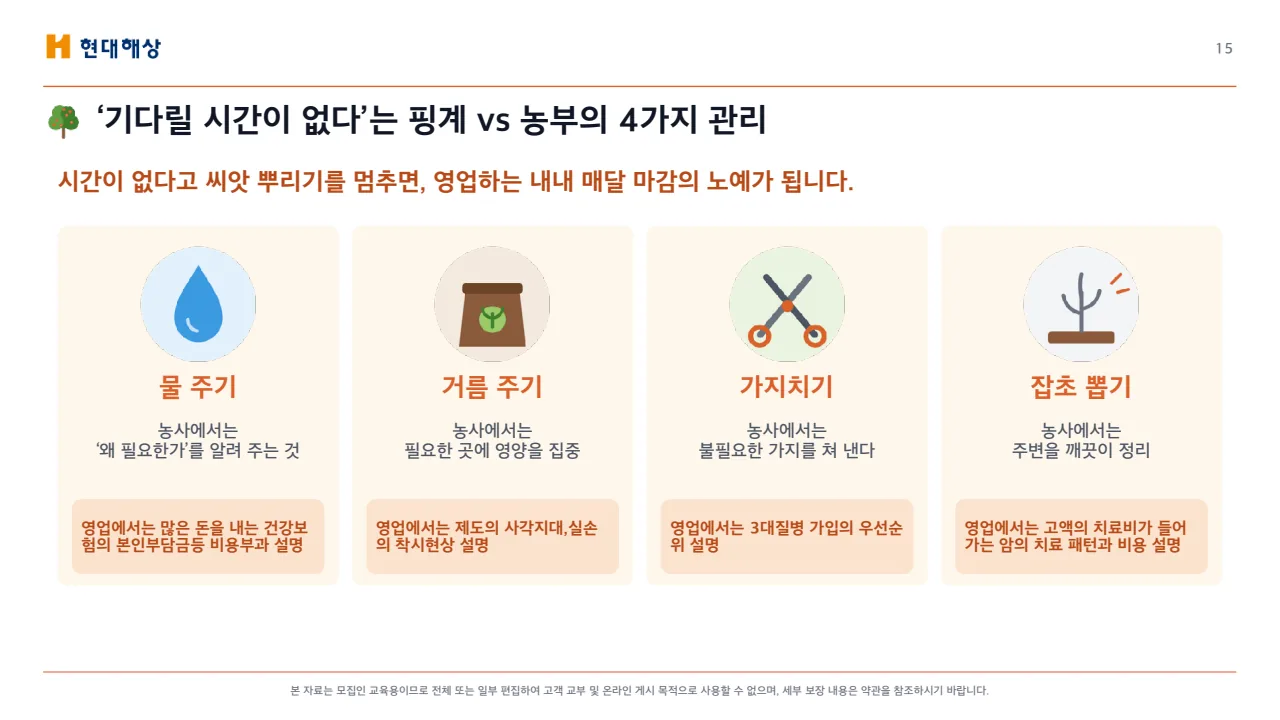 현대해상
15
‘기다릴 시간이 없다’는 핑계 vs 농부의 4가지 관리
시간이 없다고 씨앗 뿌리기를 멈추면, 영업하는 내내 매달 마감의 노예가 됩니다.
물 주기
농사에서는
‘왜 필요한가’를 알려 주는 것
영업에서는 많은 돈을 내는 건강보
험의 본인부담금등 비용부과 설명
거름 주기
농사에서는
필요한 곳에 영양을 집중
영업에서는 제도의 사각지대,실손
의 착시현상 설명
가지치기
농사에서는
불필요한 가지를 쳐 낸다
영업에서는 3대질병 가입의 우선순
위 설명
잡초 뽑기
농사에서는
주변을 깨끗이 정리
영업에서는 고액의 치료비가 들어
가는 암의 치료 패턴과 비용 설명
본 자료는 모집인 교육용이므로 전체 또는 일부 편집하여 고객 교부 및 온라인 게시 목적으로 사용할 수 없으며, 세부 보장 내용은 약관을 참조하시기 바랍니다.